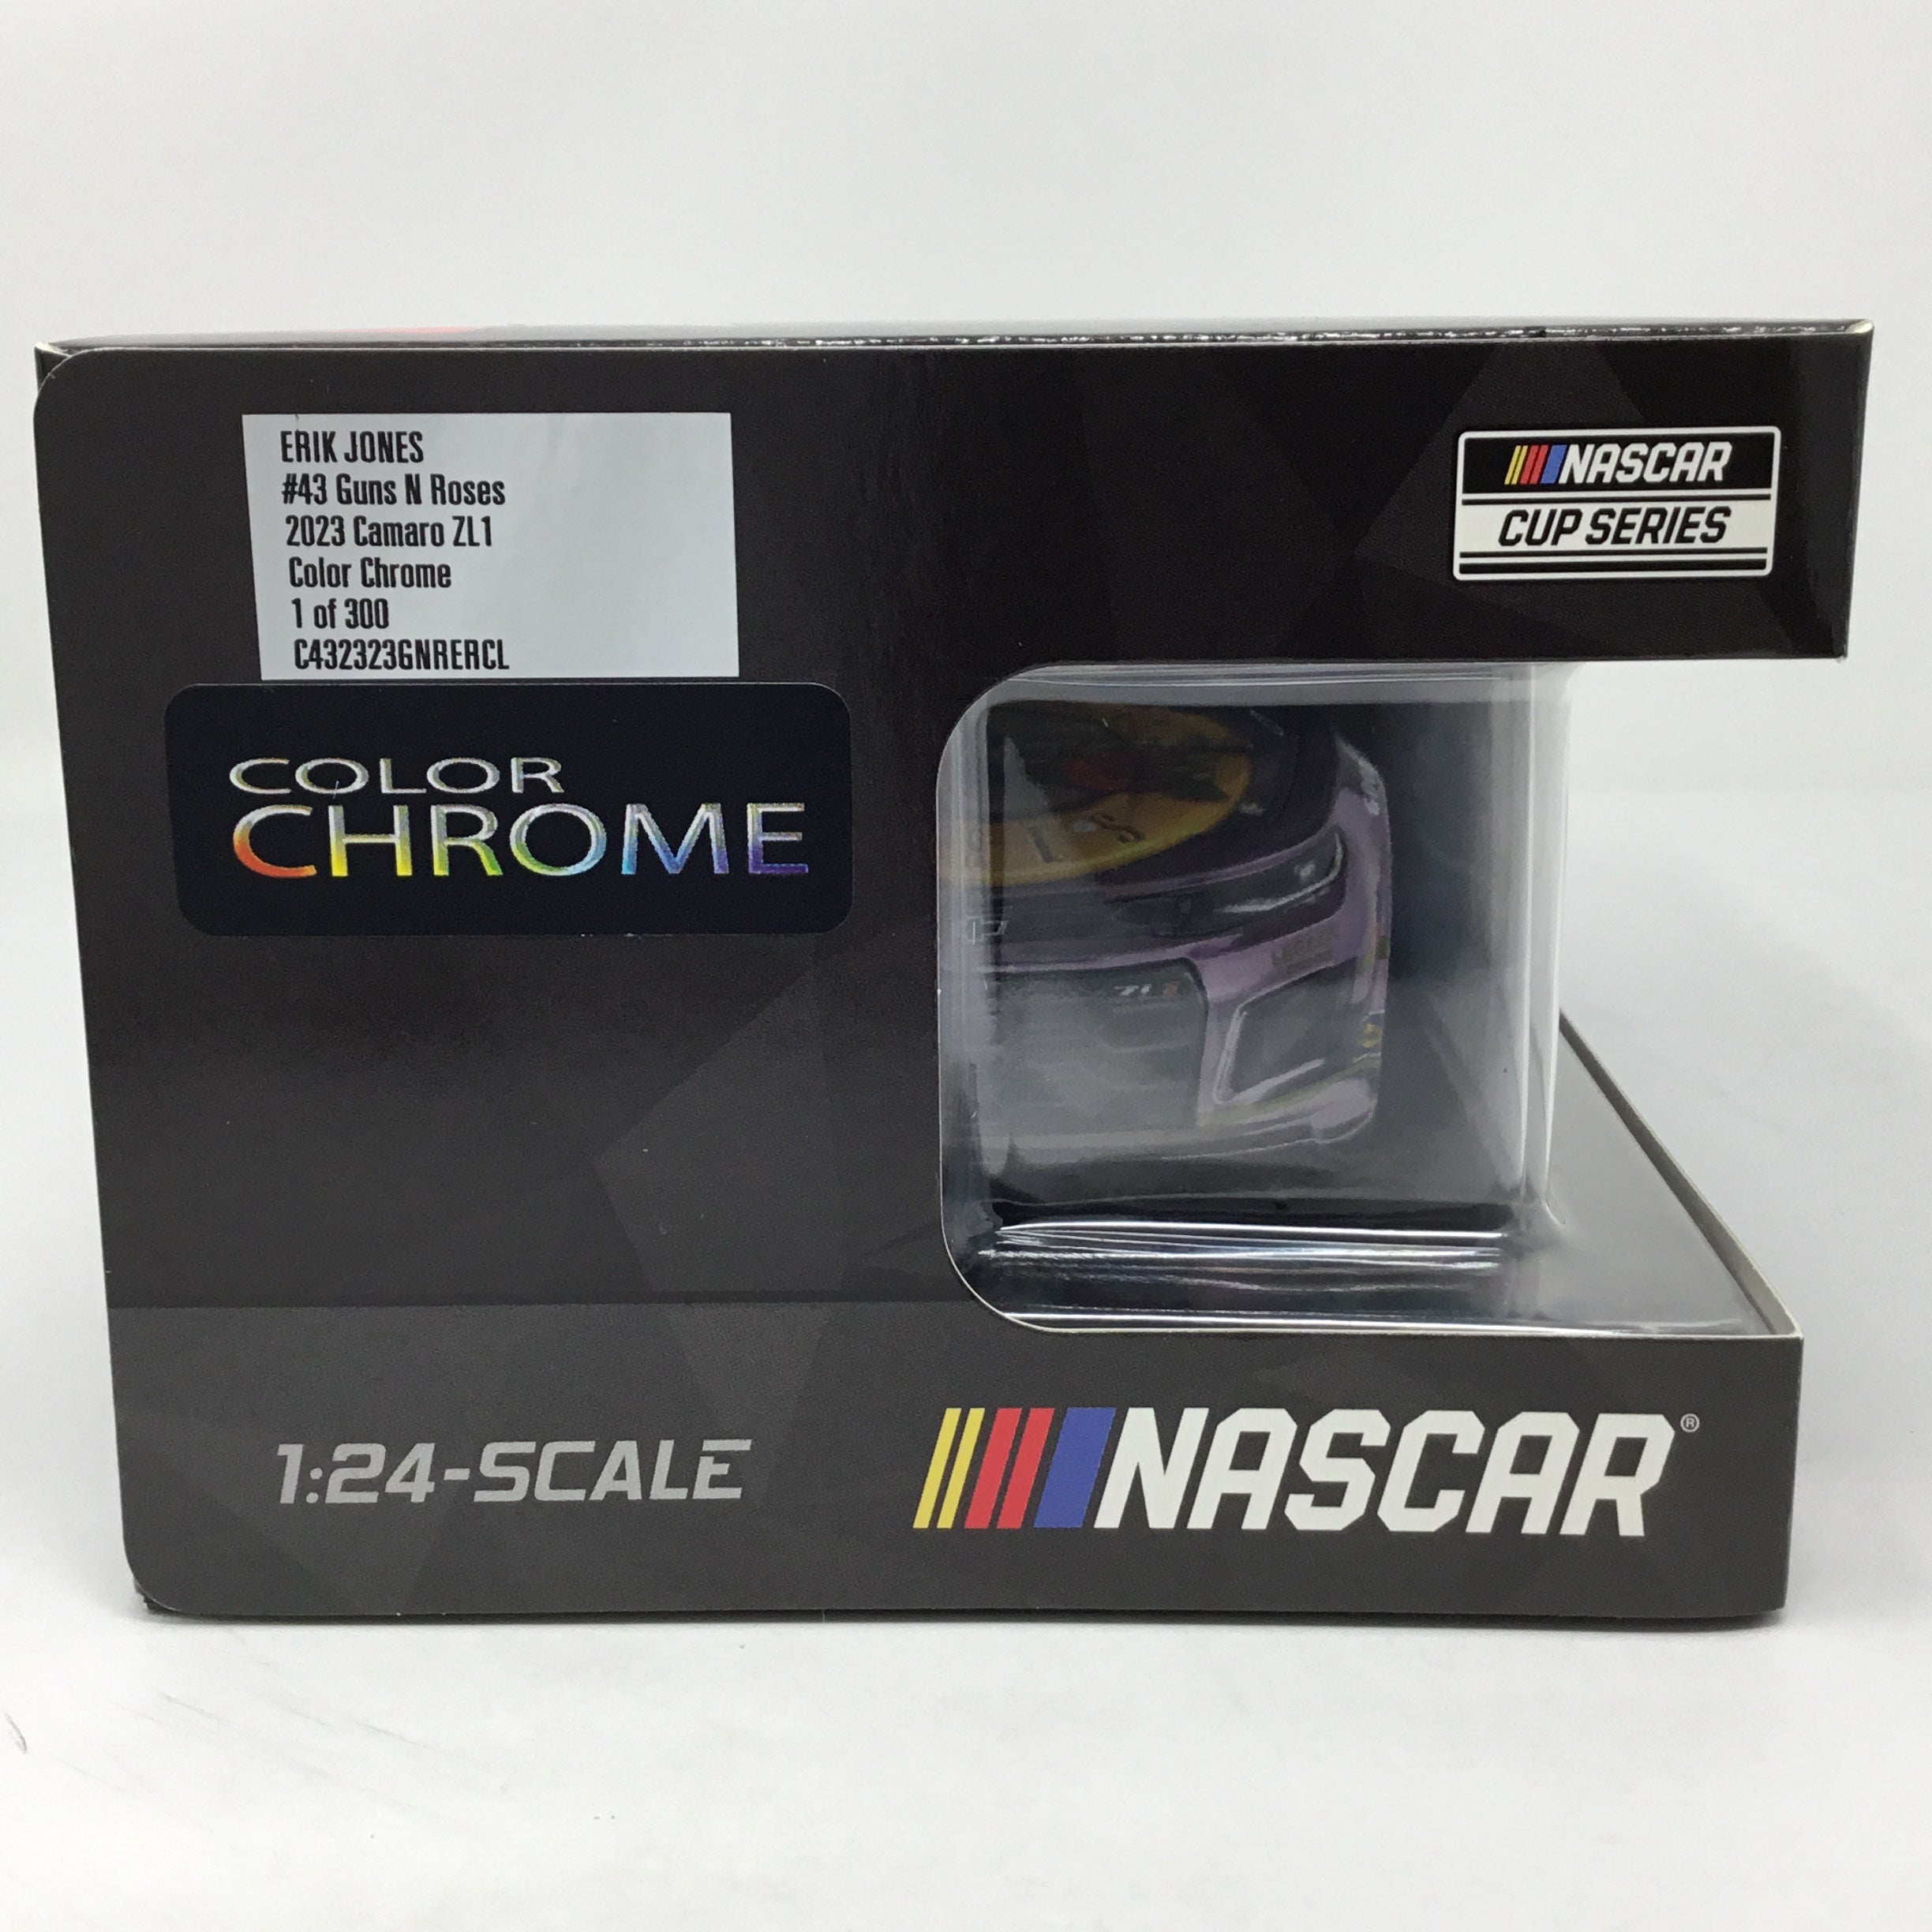 ERIK JONES
#43 Guns N Roses
2023 Camaro ZL1
Color Chrome
1 of 300
C432323GNRERCL
NASCAR
CUP SERIES
COLOR
CHROME
ZL1
1:24-SCALE
NASCAR®